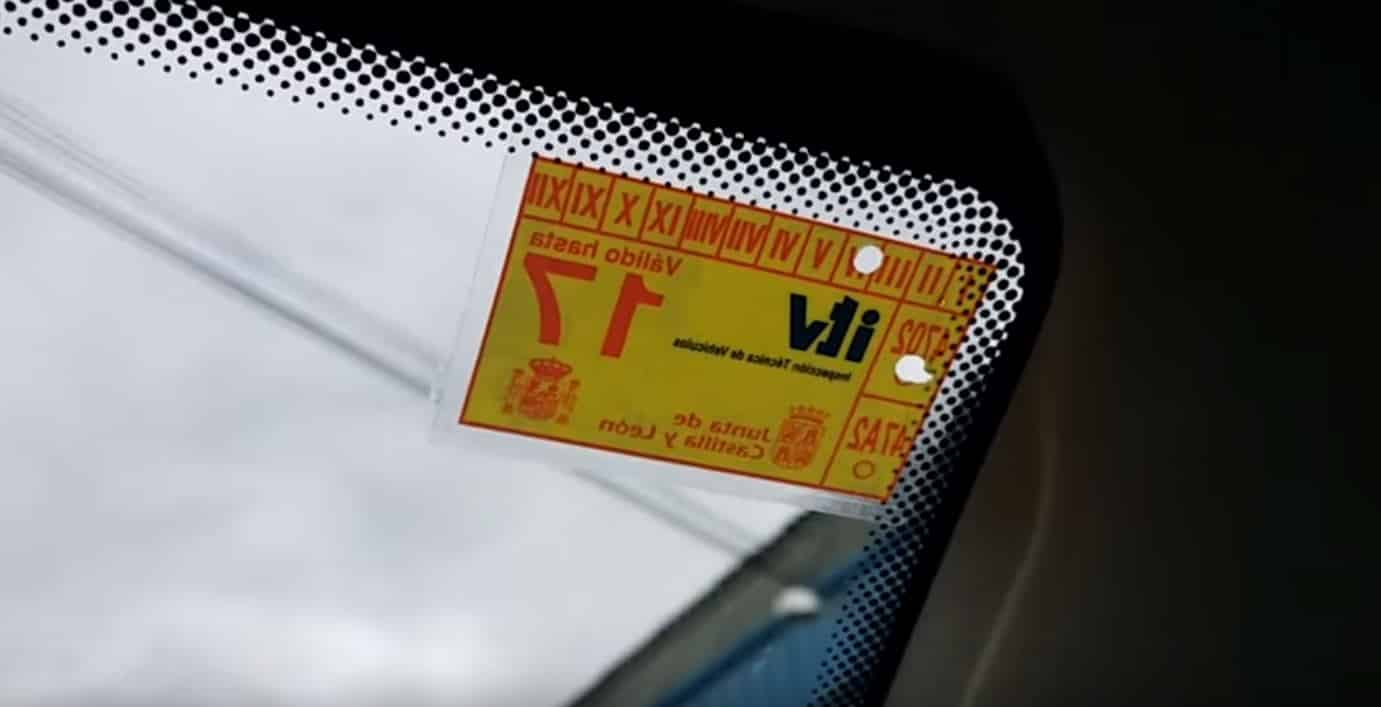 II III V VI VII VIII IX X XI XII
itv
Inspección Técnica de Vehículos
Válido hasta
17
Junta de
Castilla y León